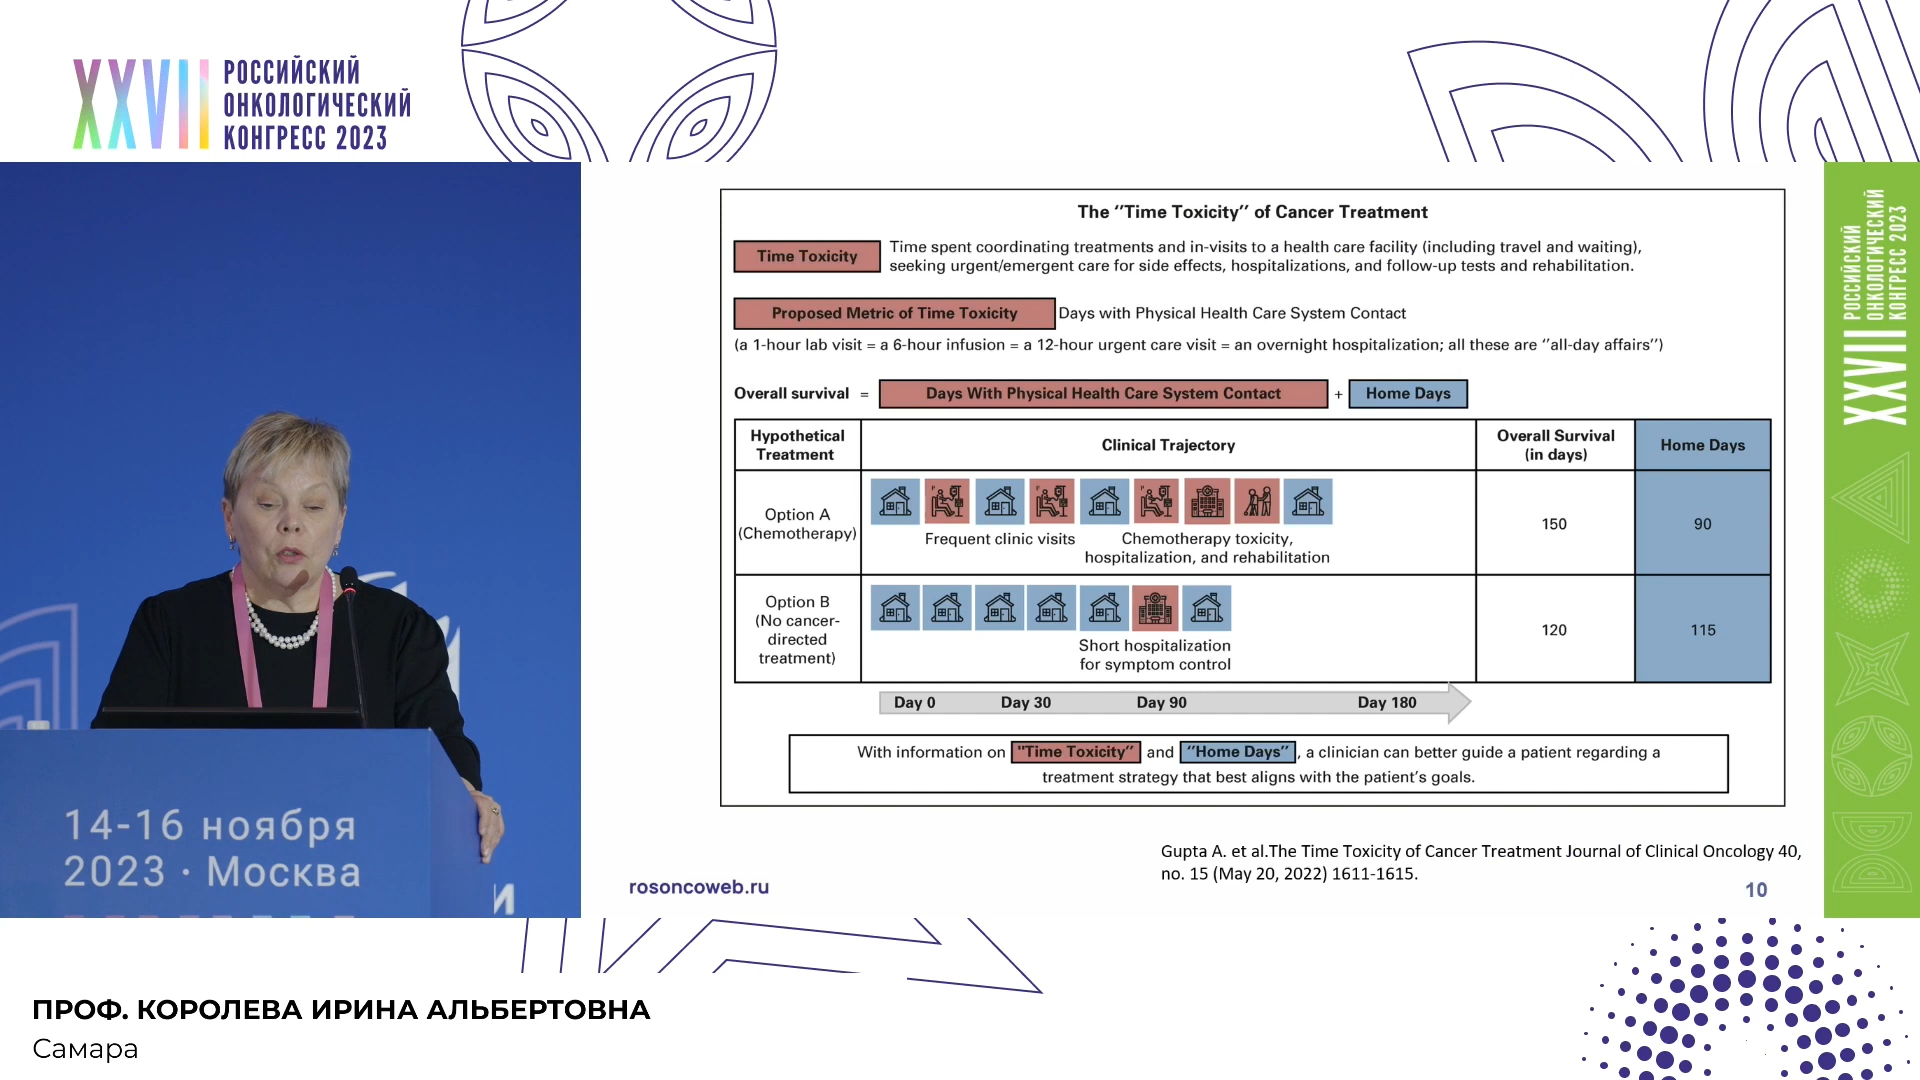 XXVII
РОССИЙСКИЙ
ОНКОЛОГИЧЕСКИЙ
КОНГРЕСС 2023
The “Time Toxicity” of Cancer Treatment
Time Toxicity
Time spent coordinating treatments and in-visits to a health care facility (including travel and waiting),
seeking urgent/emergent care for side effects, hospitalizations, and follow-up tests and rehabilitation.
Proposed Metric of Time Toxicity Days with Physical Health Care System Contact
(a 1-hour lab visit = a 6-hour infusion = a 12-hour urgent care visit = an overnight hospitalization; all these are “all-day affairs”)
Overall survival = Days With Physical Health Care System Contact + Home Days
Hypothetical
Treatment
Clinical Trajectory
Overall Survival
(in days)
Home Days
Option A
(Chemotherapy)
Frequent clinic visits
Chemotherapy toxicity,
hospitalization, and rehabilitation
150
90
Option B
(No cancer-
directed
treatment)
Short hospitalization
for symptom control
120
115
Day 0 Day 30 Day 90 Day 180
With information on "Time Toxicity” and “Home Days”, a clinician can better guide a patient regarding a
treatment strategy that best aligns with the patient’s goals.
Gupta A. et al.The Time Toxicity of Cancer Treatment Journal of Clinical Oncology 40,
no. 15 (May 20, 2022) 1611-1615.
rosoncoweb.ru
10
XXVII
РОССИЙСКИЙ
ОНКОЛОГИЧЕСКИЙ
КОНГРЕСС 2023
14-16 ноября
2023 · Москва
ПРОФ. КОРОЛЕВА ИРИНА АЛЬБЕРТОВНА
Самара